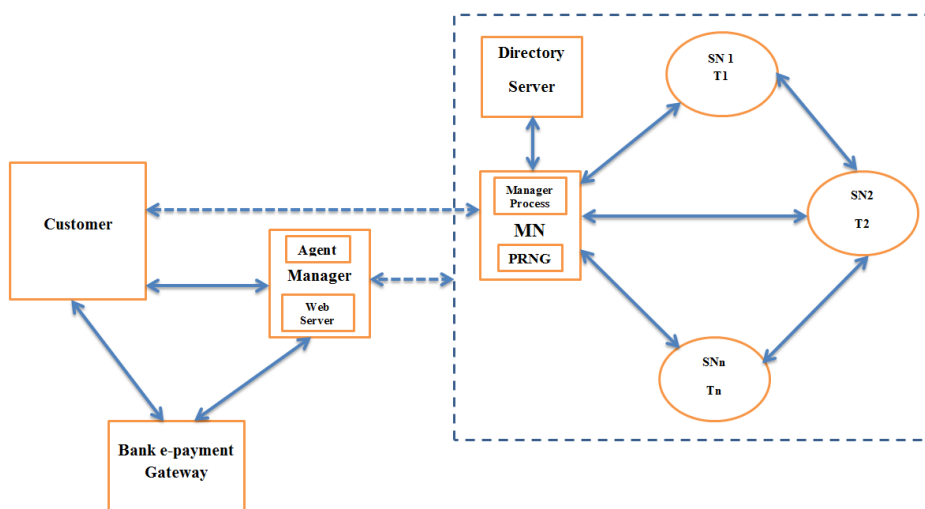 Directory
Server
SN 1
T1
Customer
Manager
Process
MN
PRNG
SN2
T2
Agent
Manager
Web
Server
SNn
Tn
Bank e-payment
Gateway